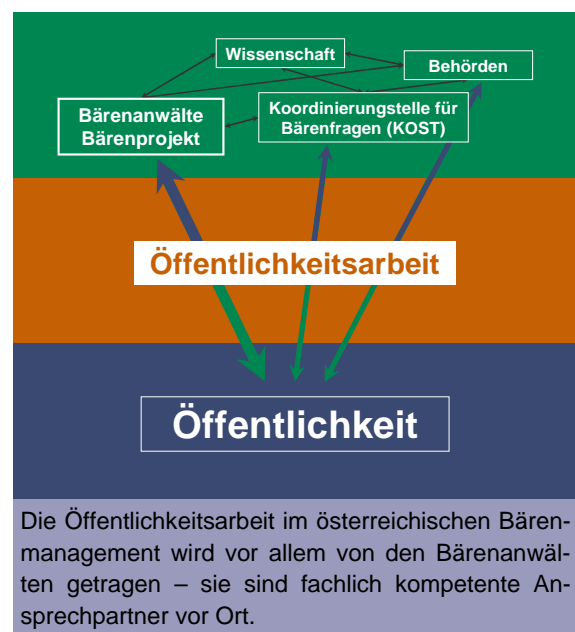 Wissenschaft
Behörden
Bärenanwälte
Bärenprojekt
Koordinierungstelle für
Bärenfragen (KOST)
Öffentlichkeitsarbeit
Öffentlichkeit
Die Öffentlichkeitsarbeit im österreichischen Bären-
management wird vor allem von den Bärenanwäl-
ten getragen – sie sind fachlich kompetente An-
sprechpartner vor Ort.